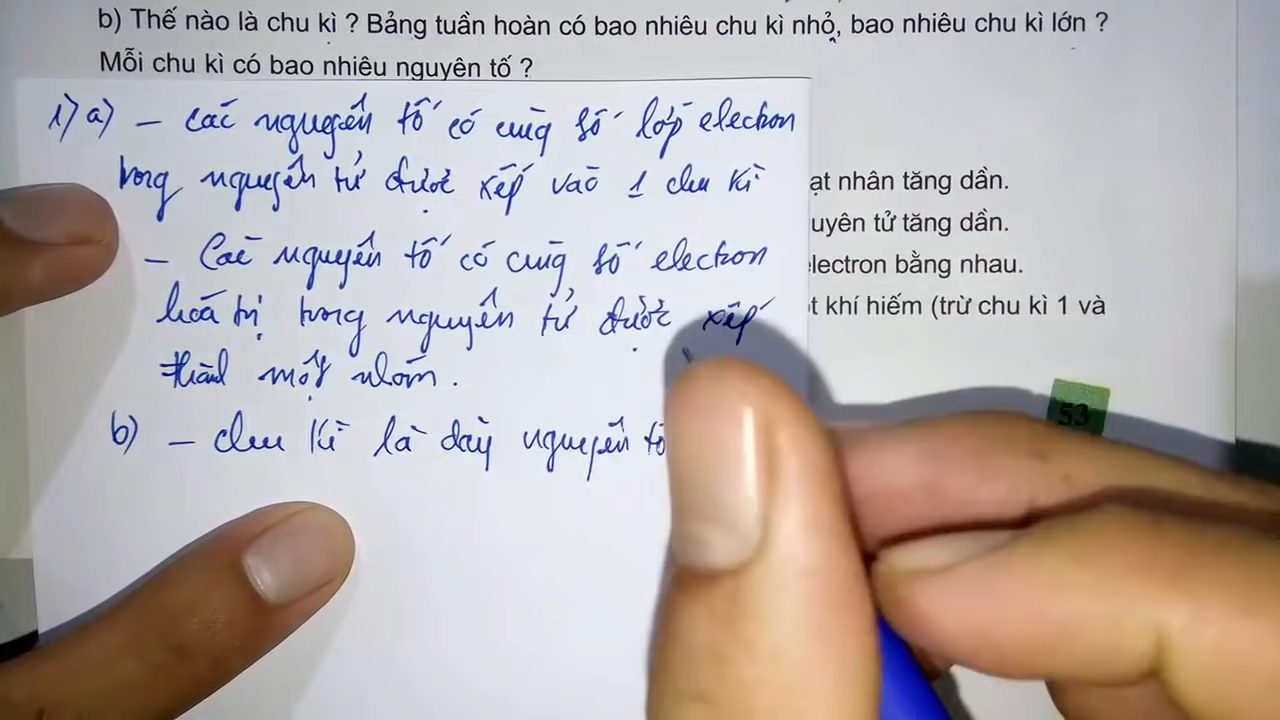 b) Thế nào là chu kì ? Bảng tuần hoàn có bao nhiêu chu kì nhỏ, bao nhiêu chu kì lớn ?
Mỗi chu kì có bao nhiêu nguyên tố ?
1) a) - Các nguyên tố có cùng số lớp electron
trong nguyên tử được xếp vào 1 chu kì
- Các nguyên tố có cùng số electron
hoá trị trong nguyên tử được xếp
thành một nhóm.
b) - Chu kì là dãy nguyên tố
ạt nhân tăng dần.
uyên tử tăng dần.
electron bằng nhau.
t khí hiếm (trừ chu kì 1 và
53